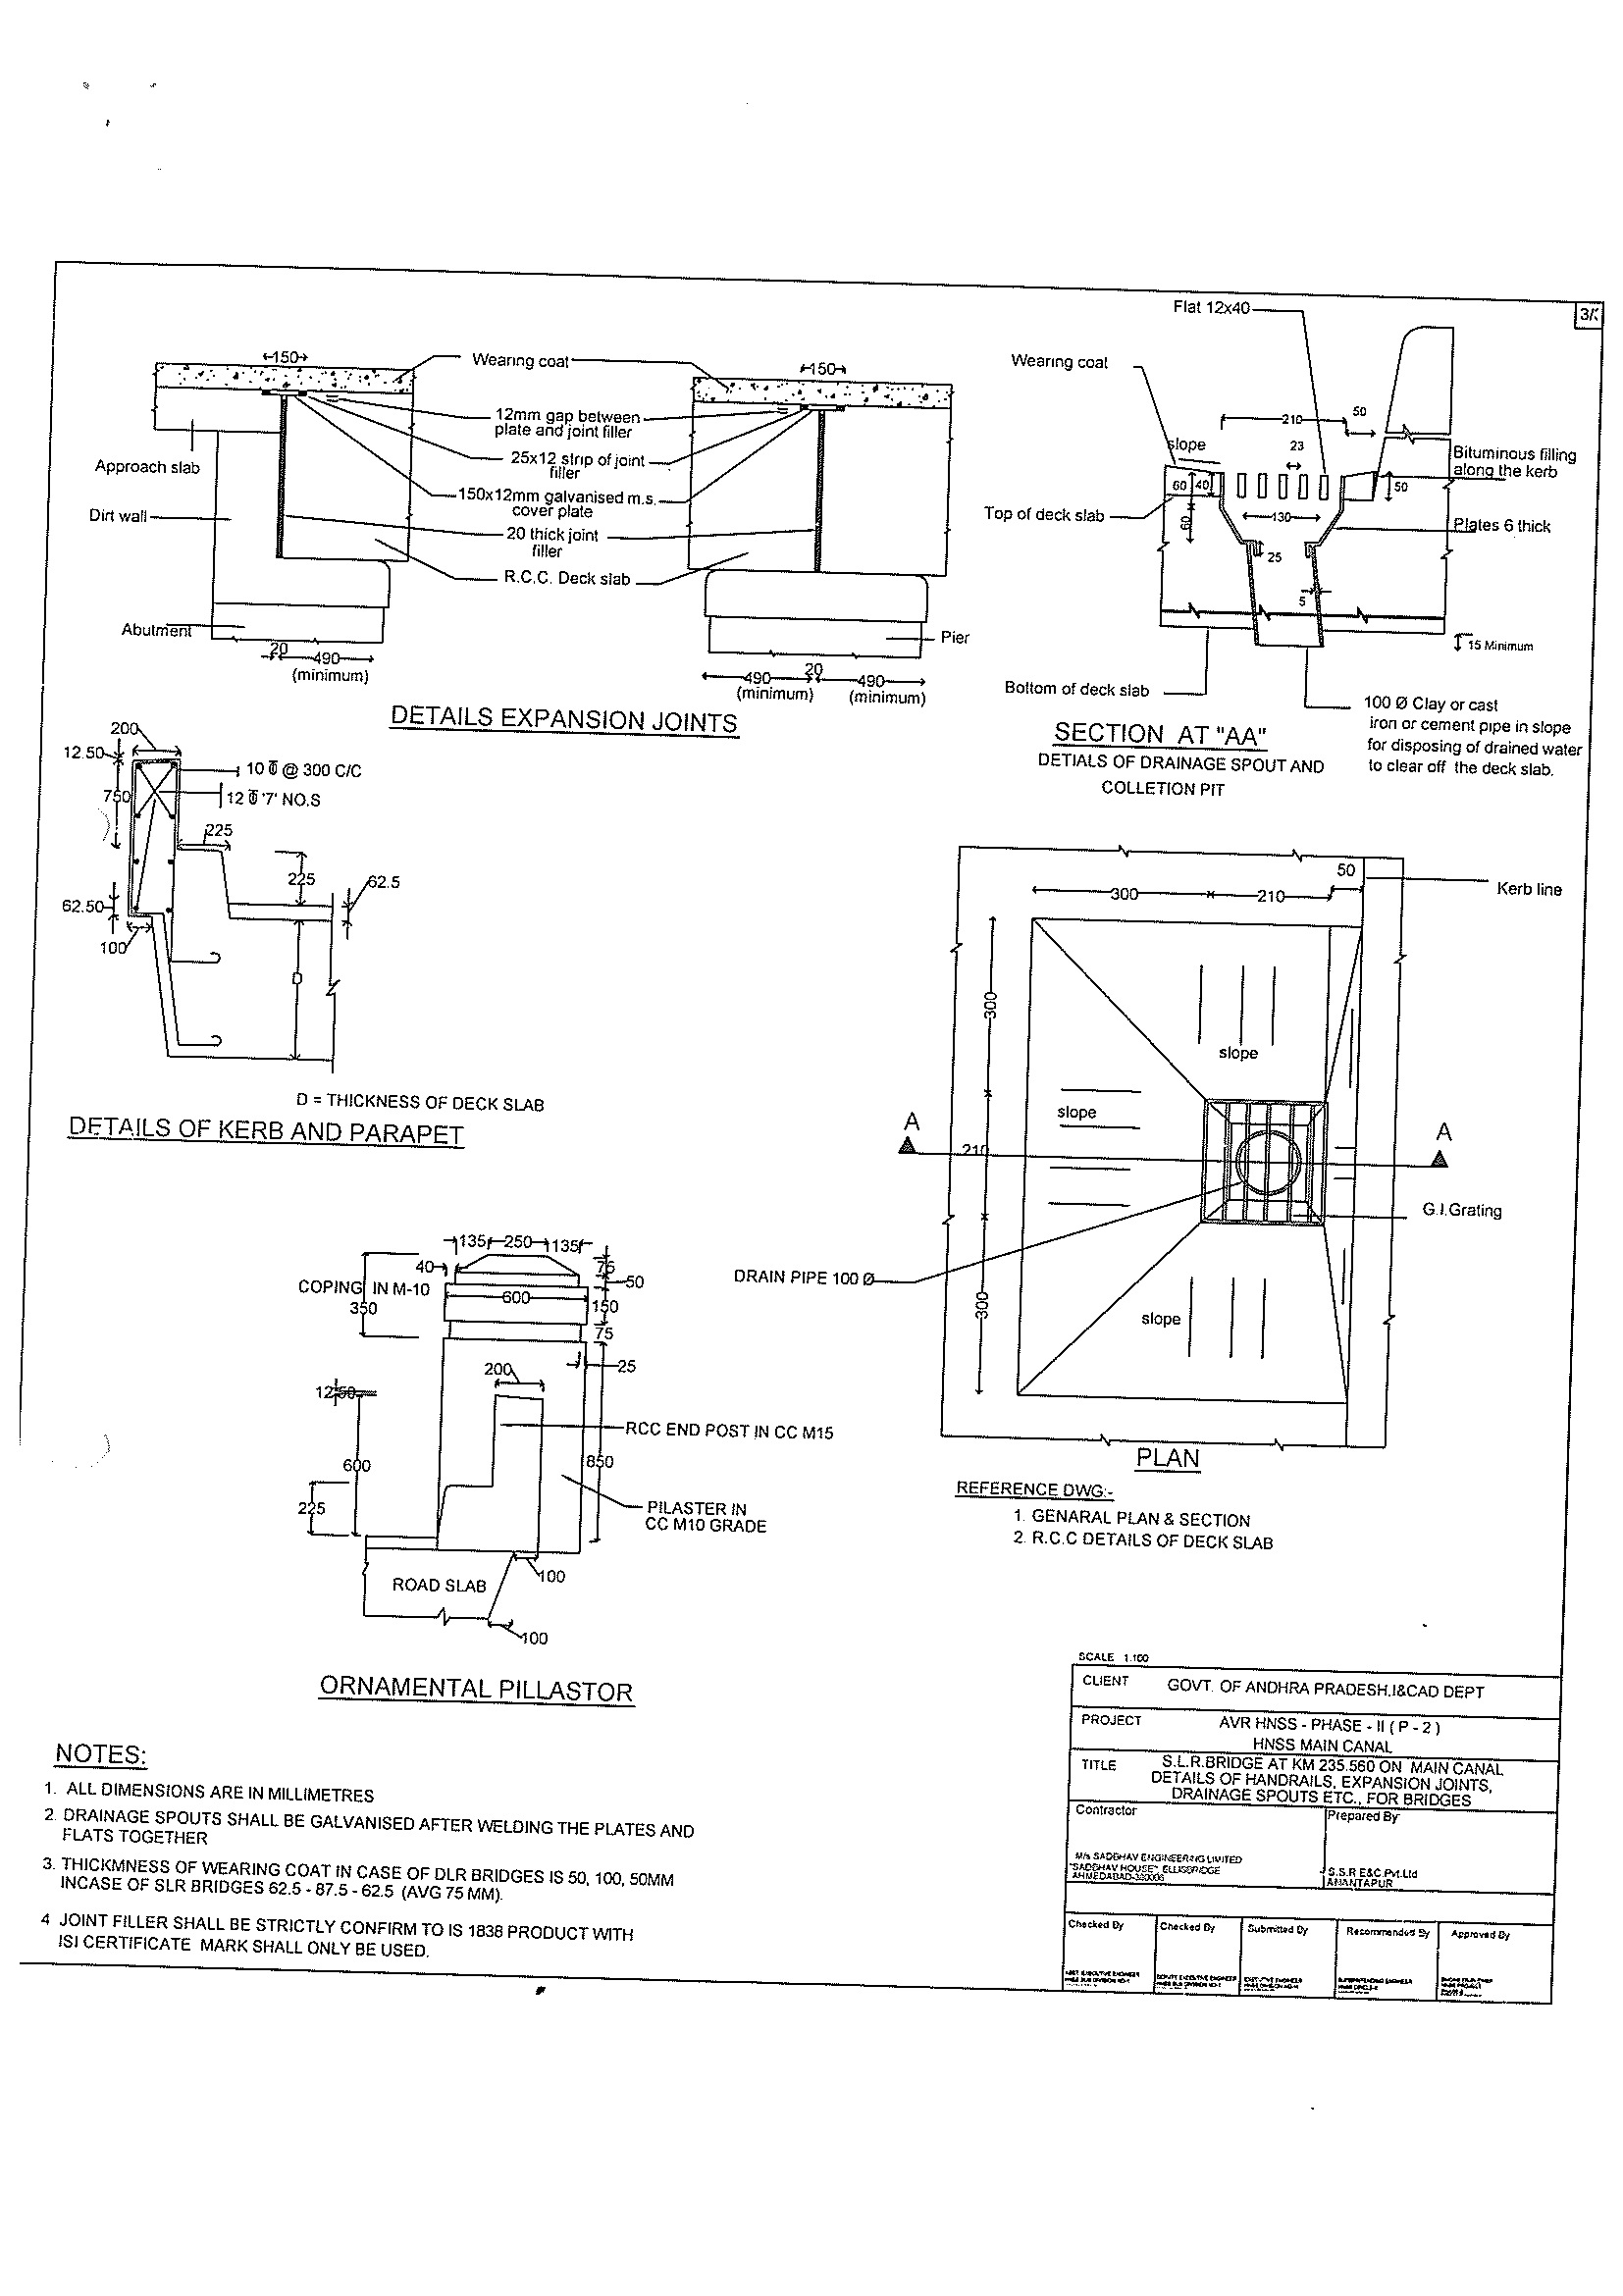 3/
Flat 12x40
150
Wearing coat
150
Wearing coat
12mm gap between
plate and joint filler
25x12 strip of joint
filler
150x12mm galvanised m.s.
cover plate
20 thick joint
filler
R.C.C. Deck slab
Approach slab
Dirt wall
Abutment
20
490
(minimum)
Pier
490
(minimum)
20
490
(minimum)
DETAILS EXPANSION JOINTS
210
50
slope
23
60
40
50
Bituminous filling
along the kerb
Top of deck slab
60
130
Plates 6 thick
25
5
15 Minimum
Bottom of deck slab
100 Ø Clay or cast
iron or cement pipe in slope
for disposing of drained water
to clear off the deck slab.
SECTION AT "AA"
DETIALS OF DRAINAGE SPOUT AND
COLLETION PIT
200
12.50
10 Φ @ 300 C/C
750
12 Φ '7' NO.S
225
225
62.5
62.50
100
D
D = THICKNESS OF DECK SLAB
DETAILS OF KERB AND PARAPET
50
Kerb line
300
210
300
slope
slope
A
A
210
G.I.Grating
DRAIN PIPE 100 Ø
300
slope
PLAN
REFERENCE DWG:-
1. GENARAL PLAN & SECTION
2. R.C.C DETAILS OF DECK SLAB
135
250
135
40
75
50
COPING IN M-10
350
600
150
75
25
200
12.50
RCC END POST IN CC M15
600
850
225
PILASTER IN
CC M10 GRADE
ROAD SLAB
100
100
ORNAMENTAL PILLASTOR
NOTES:
1. ALL DIMENSIONS ARE IN MILLIMETRES
2. DRAINAGE SPOUTS SHALL BE GALVANISED AFTER WELDING THE PLATES AND
FLATS TOGETHER
3. THICKMNESS OF WEARING COAT IN CASE OF DLR BRIDGES IS 50, 100, 50MM
INCASE OF SLR BRIDGES 62.5 - 87.5 - 62.5 (AVG 75 MM).
4 JOINT FILLER SHALL BE STRICTLY CONFIRM TO IS 1838 PRODUCT WITH
ISI CERTIFICATE MARK SHALL ONLY BE USED.
SCALE 1.100
CLIENT
GOVT. OF ANDHRA PRADESH,I&CAD DEPT
PROJECT
AVR HNSS - PHASE - II ( P - 2 )
HNSS MAIN CANAL
TITLE
S.L.R.BRIDGE AT KM 235.560 ON MAIN CANAL
DETAILS OF HANDRAILS, EXPANSION JOINTS,
DRAINAGE SPOUTS ETC., FOR BRIDGES
Contractor
M/s SADBHAV ENGINEERING LIMITED
"SADBHAV HOUSE", ELLISBRIDGE
AHMEDABAD-380006
Prepared By
S.S.R E&C.Pvt.Ltd
ANANTAPUR
Checked By
Checked By
Submitted By
Recommended By
Approved By